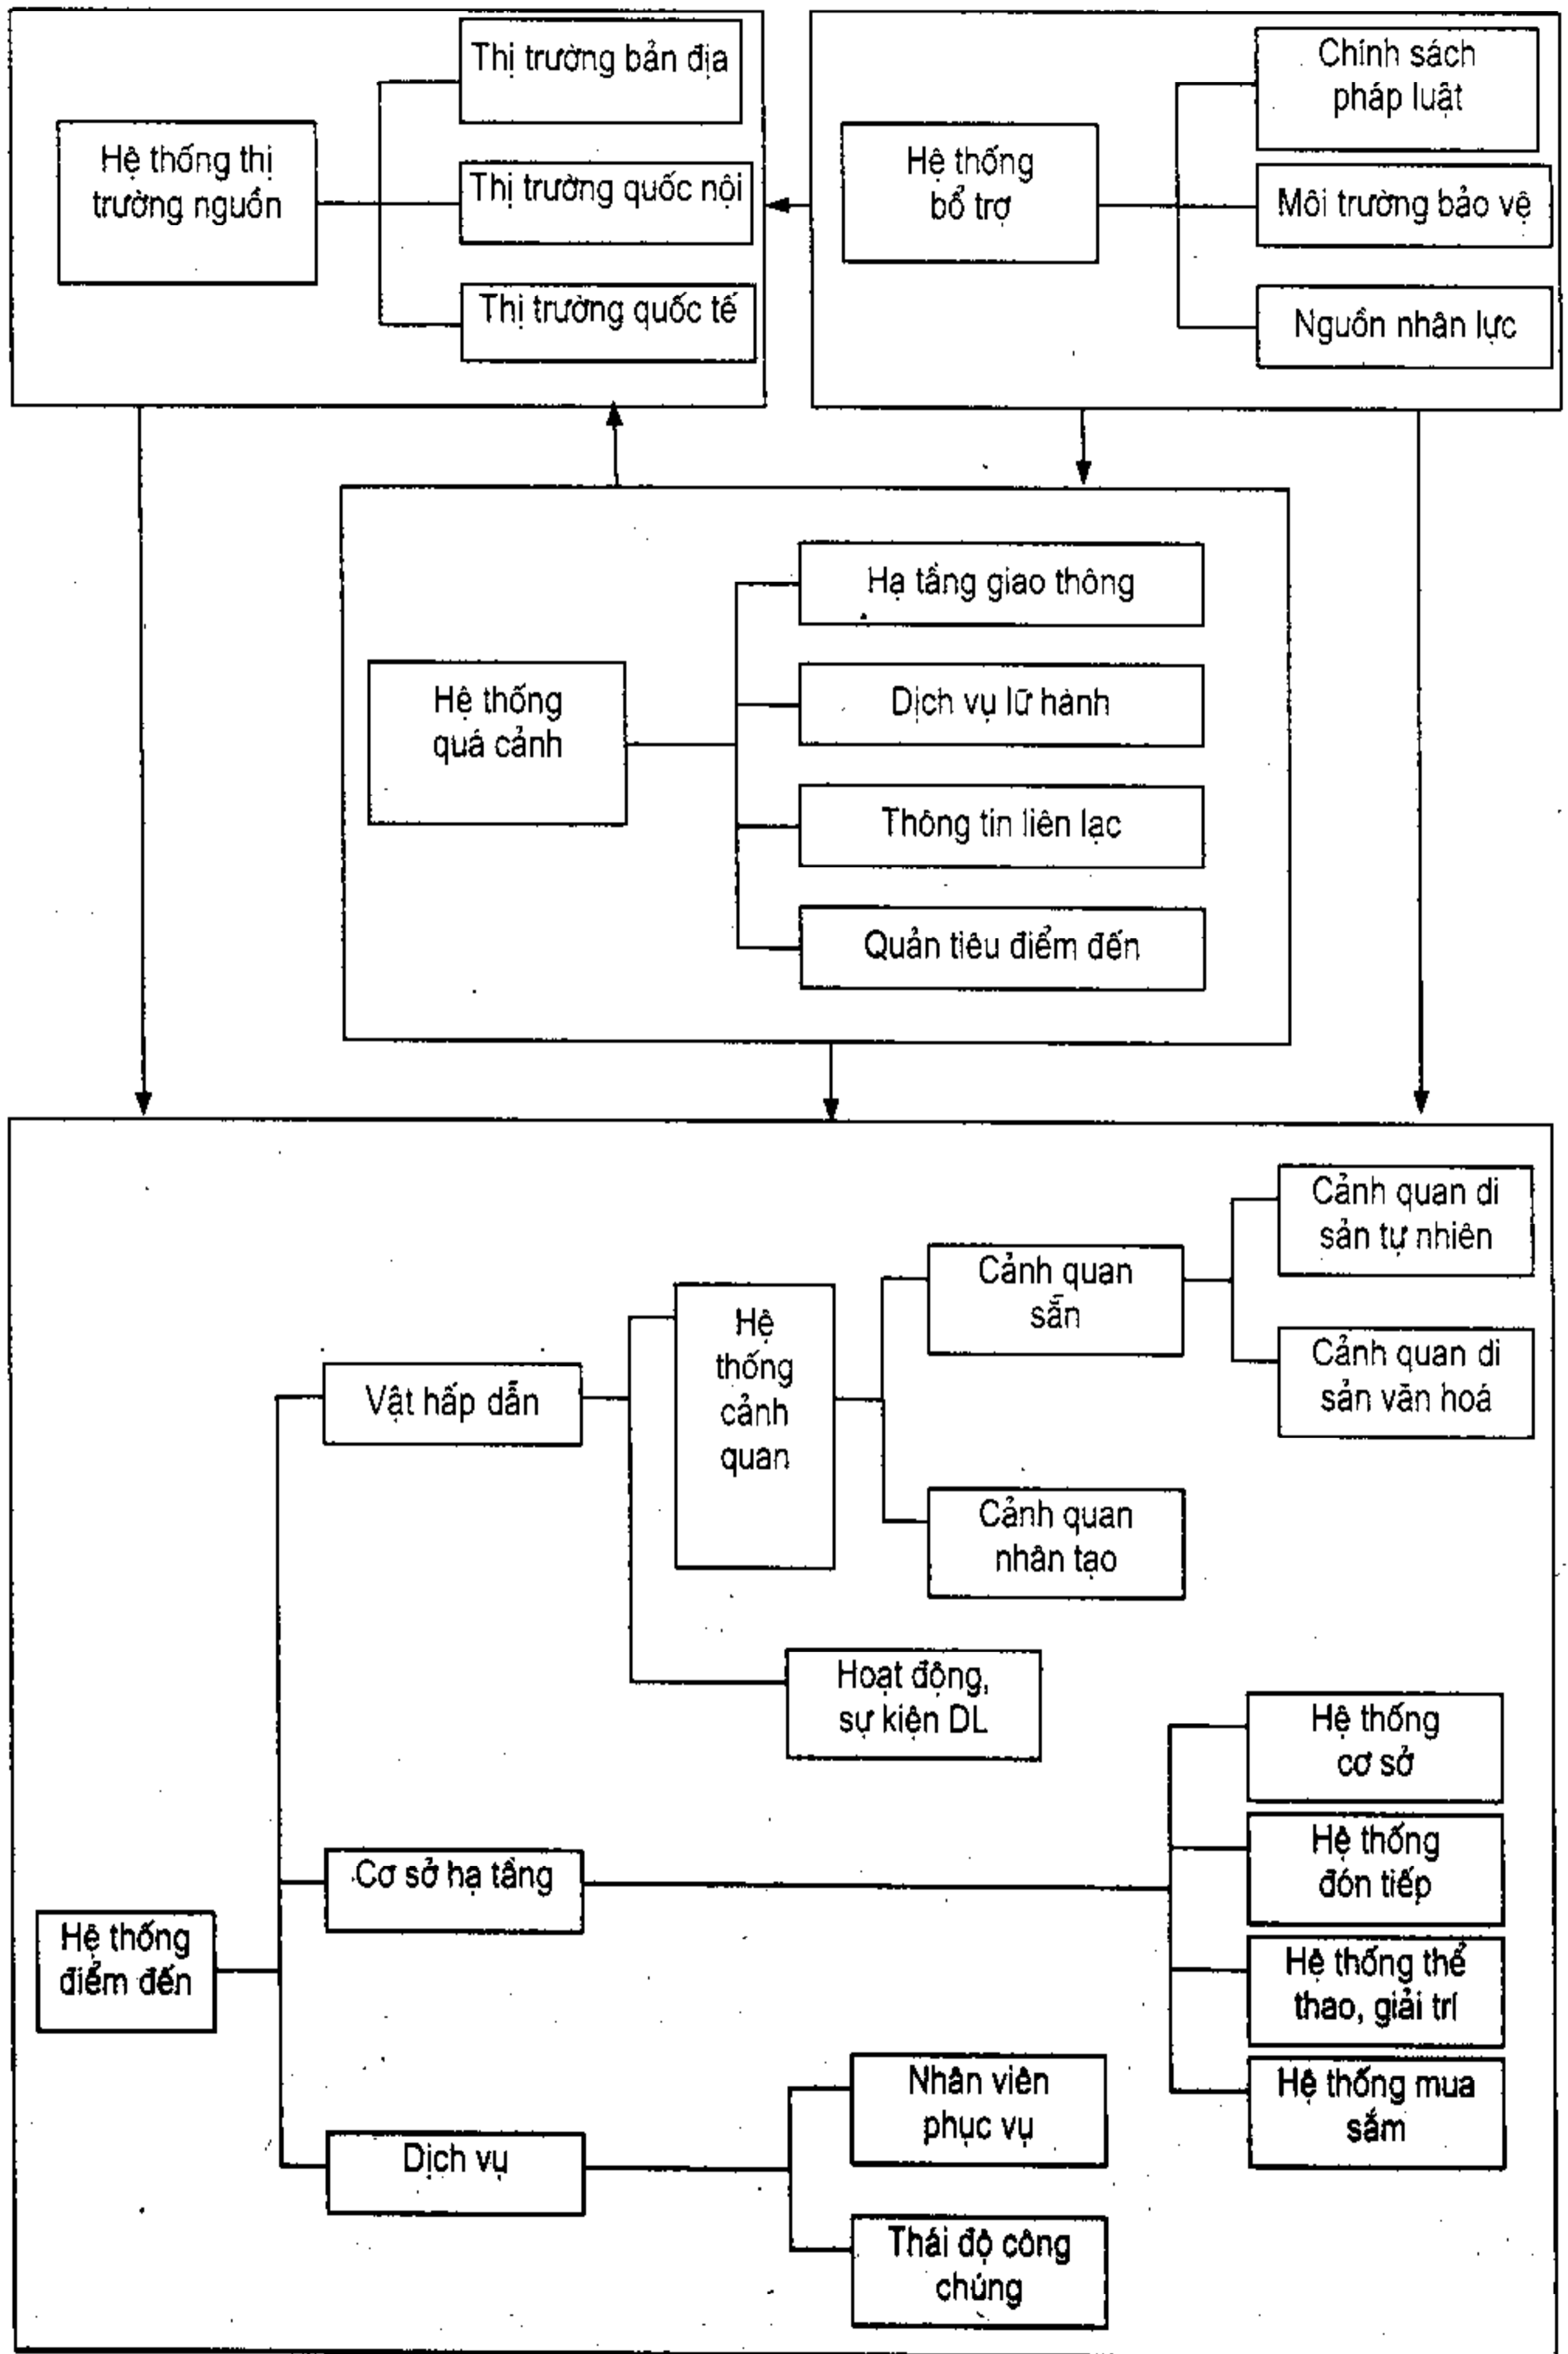 Hệ thống thị
trường nguồn
Thị trường bản địa
Thị trường quốc nội
Thị trường quốc tế
Hệ thống
bổ trợ
Chính sách
pháp luật
Môi trường bảo vệ
Nguồn nhân lực
Hệ thống
quá cảnh
Hạ tầng giao thông
Dịch vụ lữ hành
Thông tin liên lạc
Quản tiêu điểm đến
Hệ thống
điểm đến
Vật hấp dẫn
Hệ
thống
cảnh
quan
Cảnh quan
sẵn
Cảnh quan di
sản tự nhiên
Cảnh quan di
sản văn hoá
Cảnh quan
nhân tạo
Hoạt động,
sự kiện DL
Cơ sở hạ tầng
Hệ thống
cơ sở
Hệ thống
đón tiếp
Hệ thống thể
thao, giải trí
Hệ thống mua
sắm
Dịch vụ
Nhân viên
phục vụ
Thái độ công
chúng